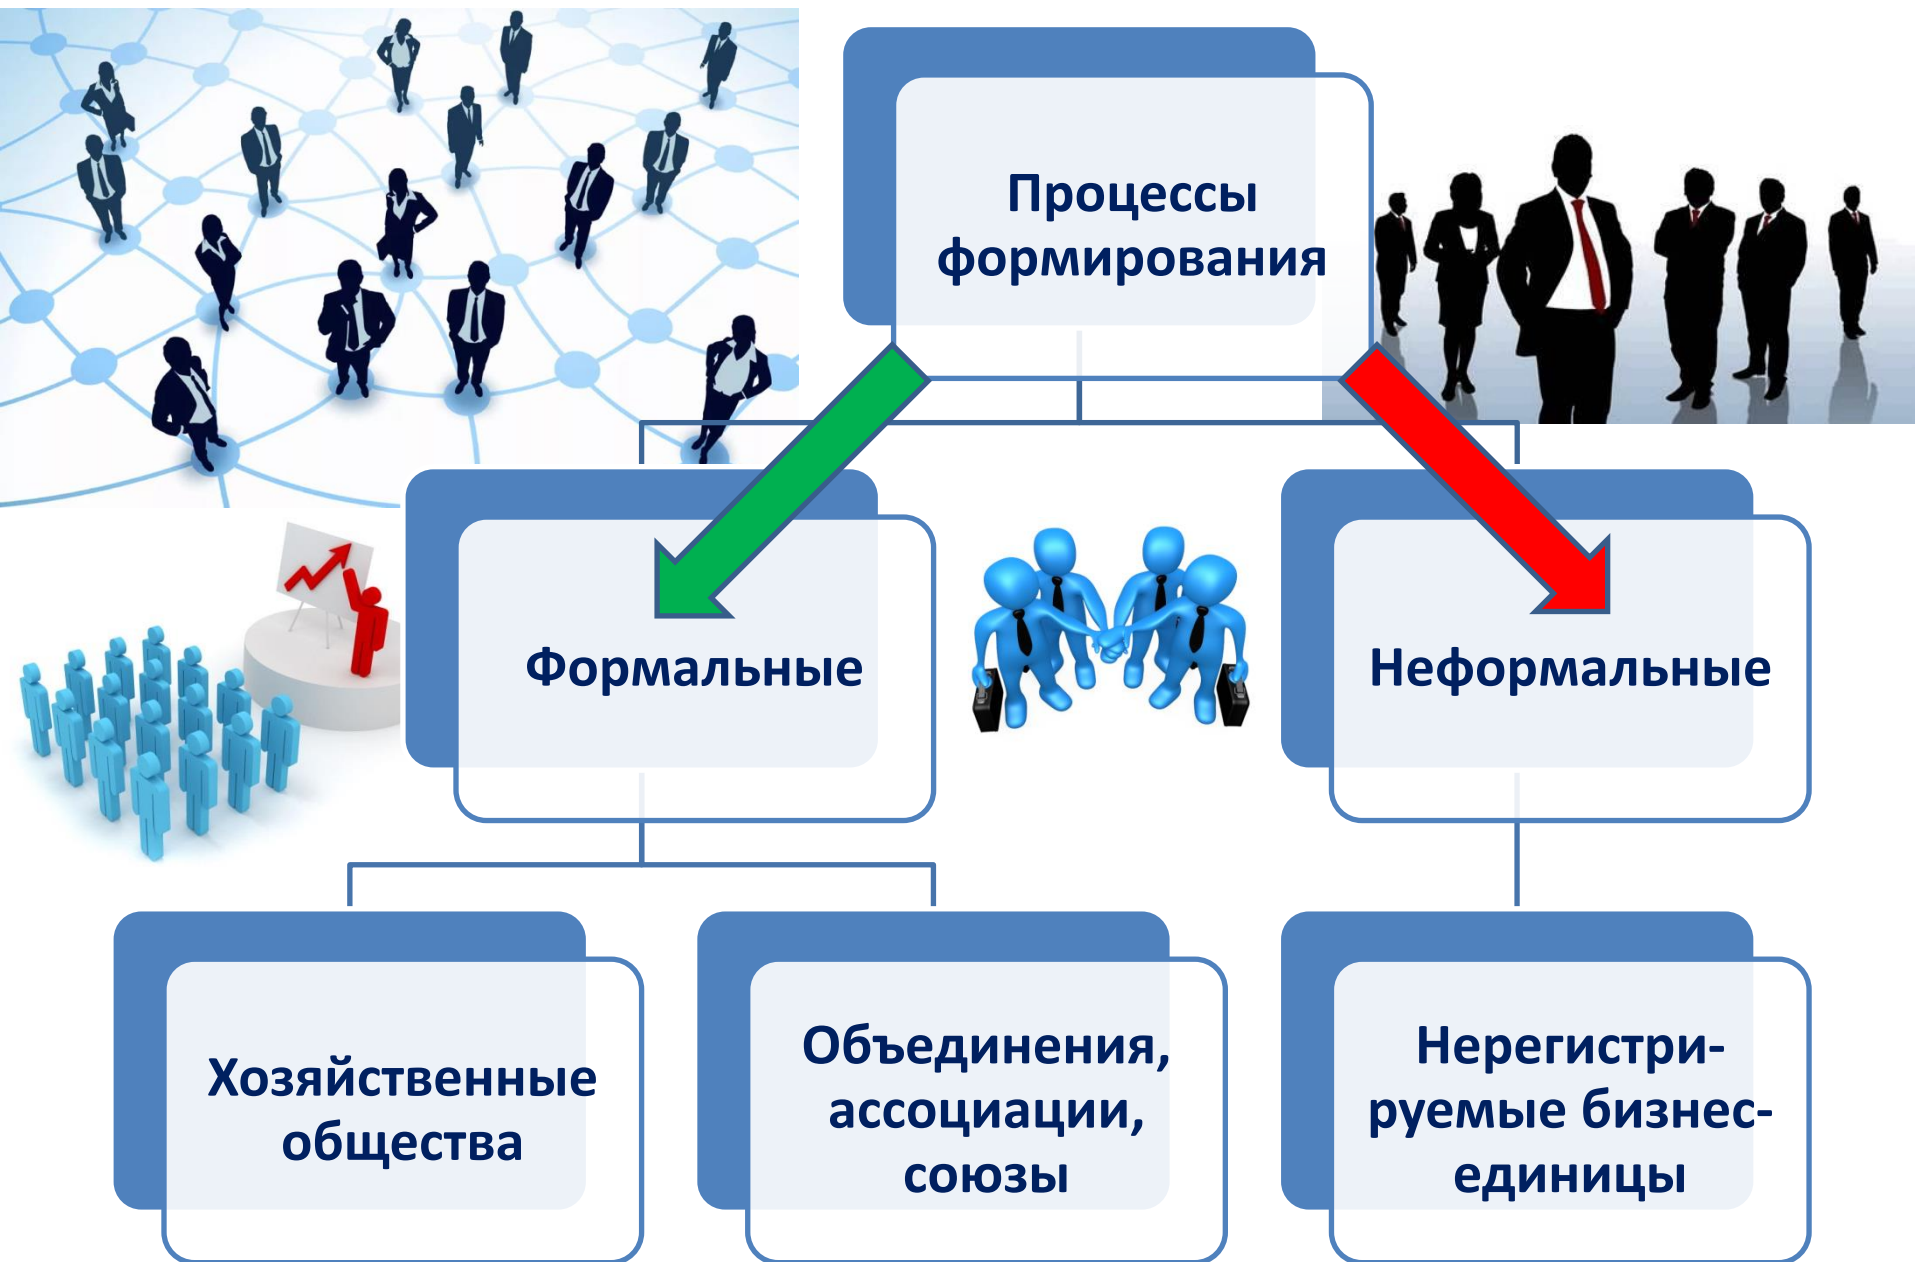 Процессы
формирования
Формальные
Неформальные
Хозяйственные
общества
Объединения,
ассоциации,
союзы
Нерегистри-
руемые бизнес-
единицы